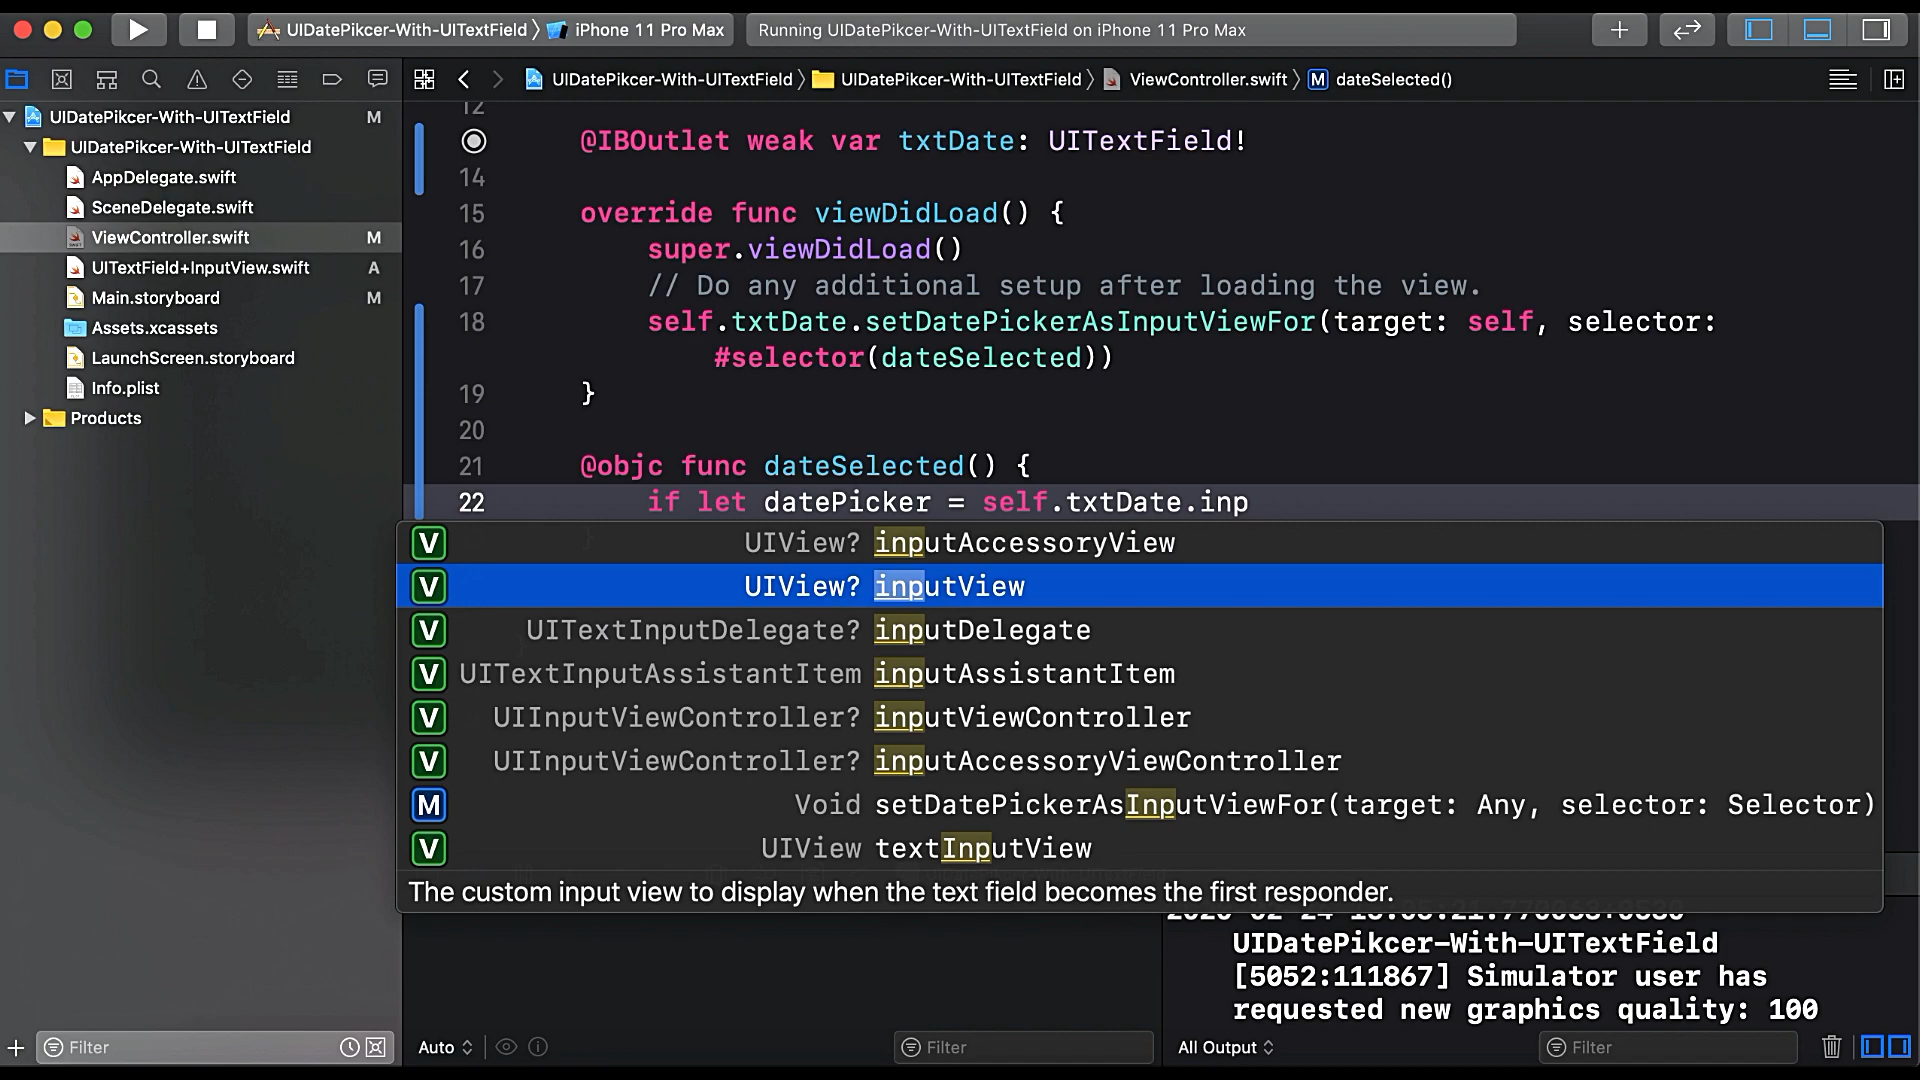 UIDatePikcer-With-UITextField 〉 iPhone 11 Pro Max
Running UIDatePikcer-With-UITextField on iPhone 11 Pro Max
UIDatePikcer-With-UITextField 〉 UIDatePikcer-With-UITextField 〉 ViewController.swift 〉 M dateSelected()
UIDatePikcer-With-UITextField M
UIDatePikcer-With-UITextField
AppDelegate.swift
SceneDelegate.swift
ViewController.swift M
UITextField+InputView.swift A
Main.storyboard M
Assets.xcassets
LaunchScreen.storyboard
Info.plist
Products
12
@IBOutlet weak var txtDate: UITextField!
14
15 override func viewDidLoad() {
16 super.viewDidLoad()
17 // Do any additional setup after loading the view.
18 self.txtDate.setDatePickerAsInputViewFor(target: self, selector:
#selector(dateSelected))
19 }
20
21 @objc func dateSelected() {
22 if let datePicker = self.txtDate.inp
V UIView? inputAccessoryView
V UIView? inputView
V UITextInputDelegate? inputDelegate
V UITextInputAssistantItem inputAssistantItem
V UIInputViewController? inputViewController
V UIInputViewController? inputAccessoryViewController
M Void setDatePickerAsInputViewFor(target: Any, selector: Selector)
V UIView textInputView
The custom input view to display when the text field becomes the first responder.
UIDatePikcer-With-UITextField
[5052:111867] Simulator user has
requested new graphics quality: 100
Filter
Auto
Filter
All Output
Filter